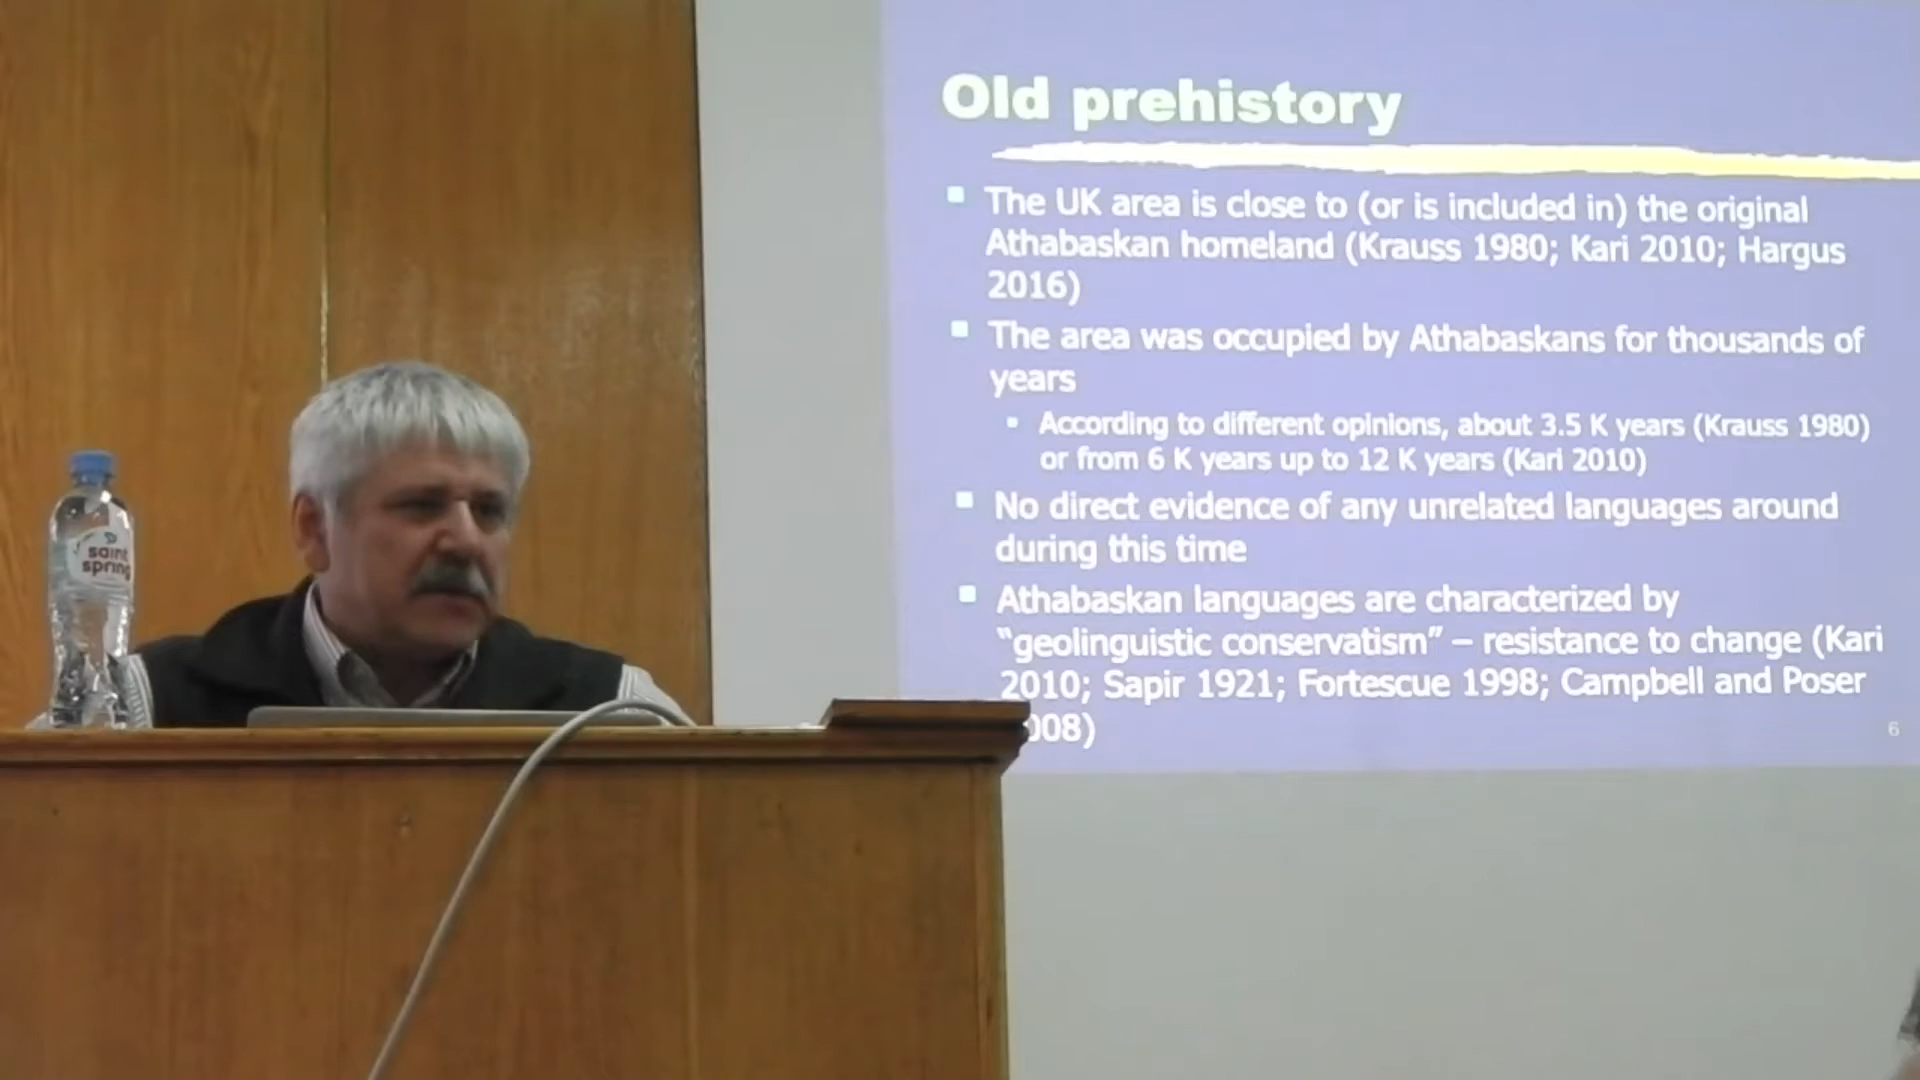 Old prehistory
The UK area is close to (or is included in) the original
Athabaskan homeland (Krauss 1980; Kari 2010; Hargus
2016)
The area was occupied by Athabaskans for thousands of
years
According to different opinions, about 3.5 K years (Krauss 1980)
or from 6 K years up to 12 K years (Kari 2010)
No direct evidence of any unrelated languages around
during this time
Athabaskan languages are characterized by
“geolinguistic conservatism” – resistance to change (Kari
2010; Sapir 1921; Fortescue 1998; Campbell and Poser
008)
6
saint
spring